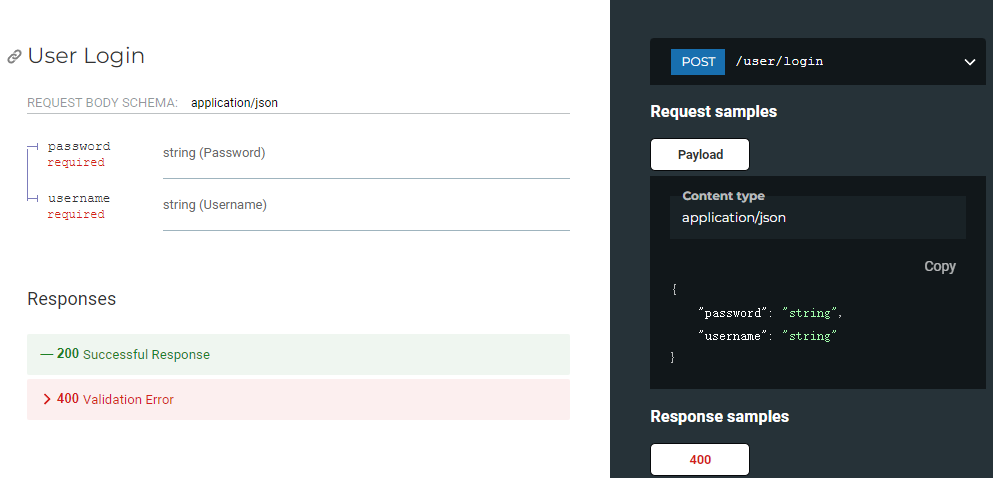 User Login
REQUEST BODY SCHEMA: application/json
password
required
string (Password)
username
required
string (Username)
Responses
— 200 Successful Response
400 Validation Error
POST /user/login
Request samples
Payload
Content type
application/json
Copy
{
"password": "string",
"username": "string"
}
Response samples
400